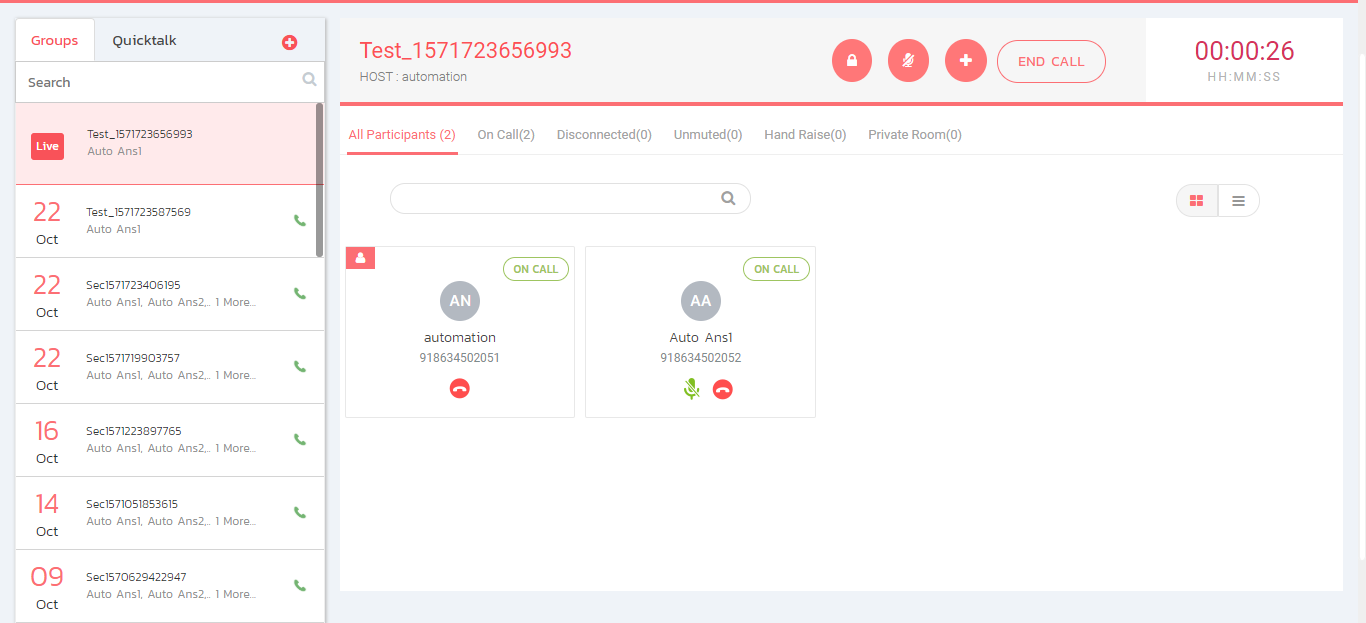 Groups
Quicktalk
Search
Live
Test_1571723656993
Auto Ans1
22
Oct
Test_1571723587569
Auto Ans1
22
Oct
Sec1571723406195
Auto Ans1, Auto Ans2,.. 1 More...
22
Oct
Sec1571719903757
Auto Ans1, Auto Ans2,.. 1 More...
16
Oct
Sec1571223897765
Auto Ans1, Auto Ans2,.. 1 More...
14
Oct
Sec1571051853615
Auto Ans1, Auto Ans2,.. 1 More...
09
Oct
Sec1570629422947
Auto Ans1, Auto Ans2,.. 1 More...
Test_1571723656993
HOST : automation
END CALL
00:00:26
HH:MM:SS
All Participants (2)
On Call(2)
Disconnected(0)
Unmuted(0)
Hand Raise(0)
Private Room(0)
ON CALL
AN
automation
918634502051
ON CALL
AA
Auto Ans1
918634502052